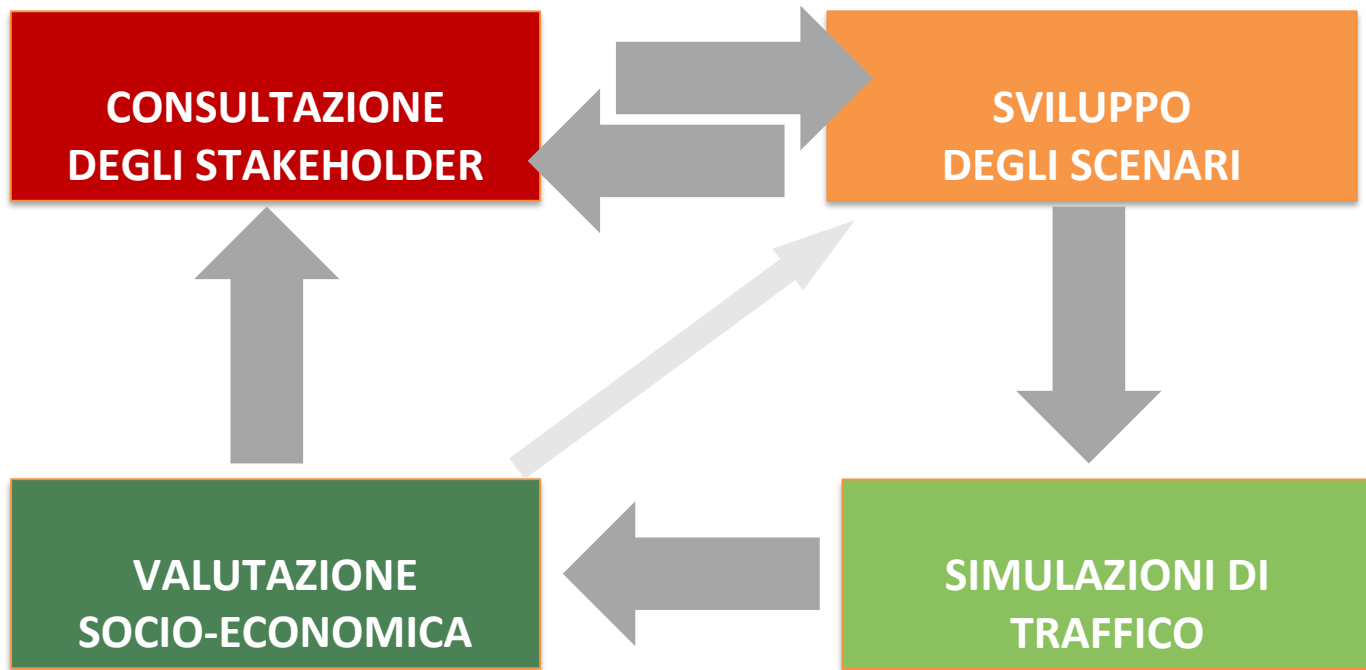 CONSULTAZIONE
DEGLI STAKEHOLDER
SVILUPPO
DEGLI SCENARI
VALUTAZIONE
SOCIO-ECONOMICA
SIMULAZIONI DI
TRAFFICO